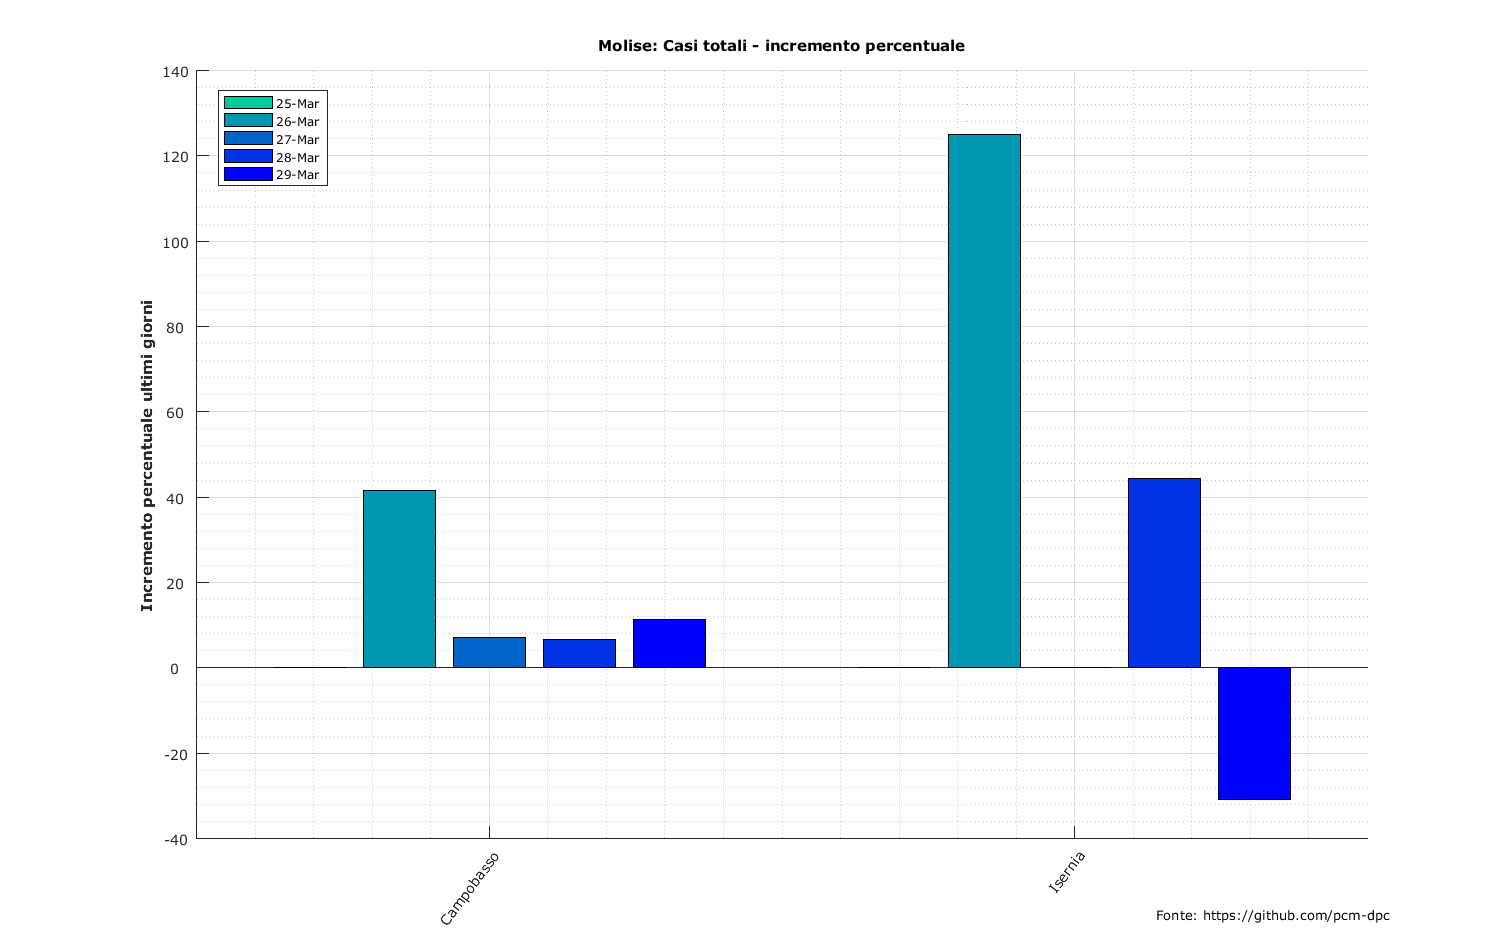 Molise: Casi totali - incremento percentuale
140
120
100
80
60
40
20
0
-20
-40
Incremento percentuale ultimi giorni
25-Mar
26-Mar
27-Mar
28-Mar
29-Mar
Campobasso
Isernia
Fonte: https://github.com/pcm-dpc